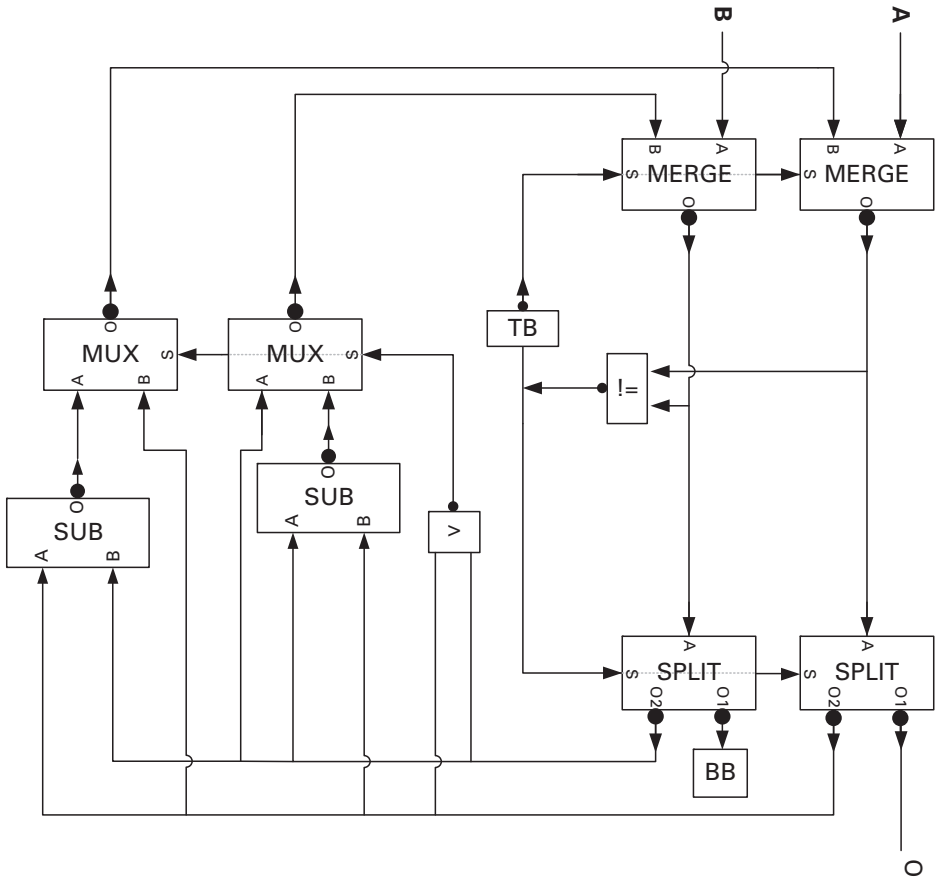 B A
B A B A
S MERGE S MERGE
O O
TB
O O
MUX S MUX S
A B A B
!=
O
SUB
A B
O
SUB
A B
>
A A
S SPLIT S SPLIT
O2 O1 O2 O1
BB
O